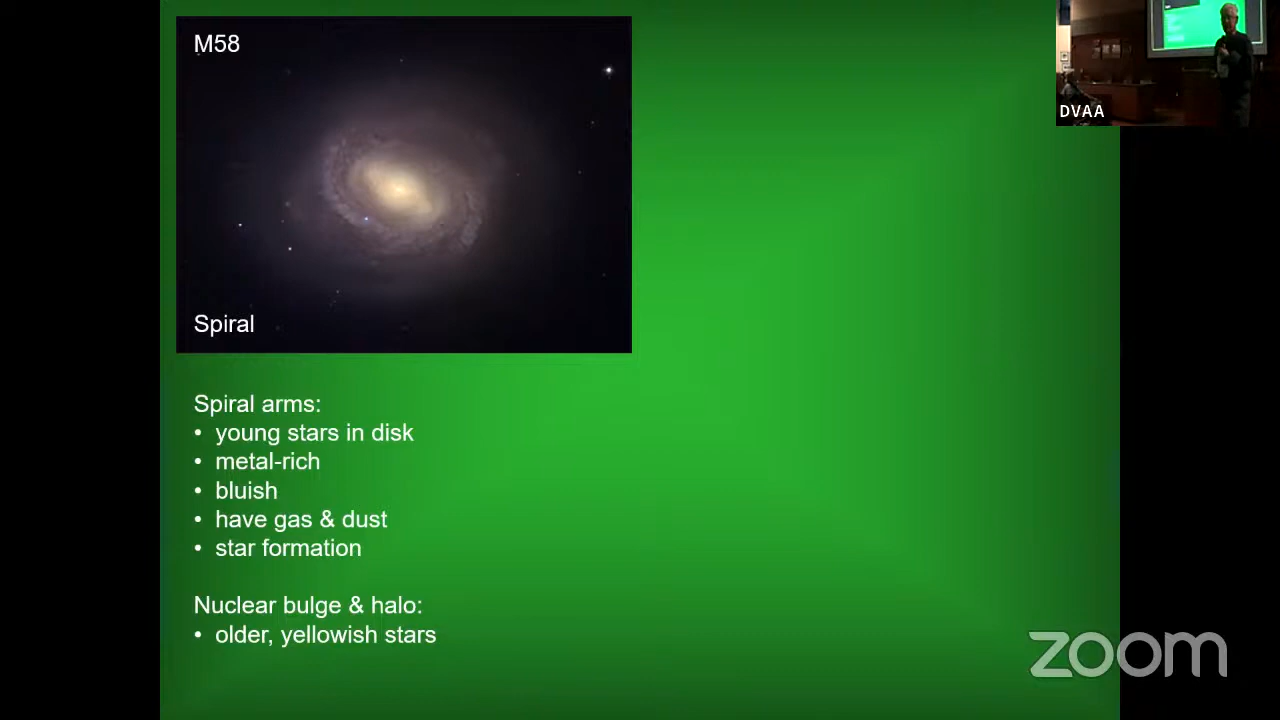 M58
DVAA
Spiral
Spiral arms:
• young stars in disk
• metal-rich
• bluish
• have gas & dust
• star formation
Nuclear bulge & halo:
• older, yellowish stars
zoom